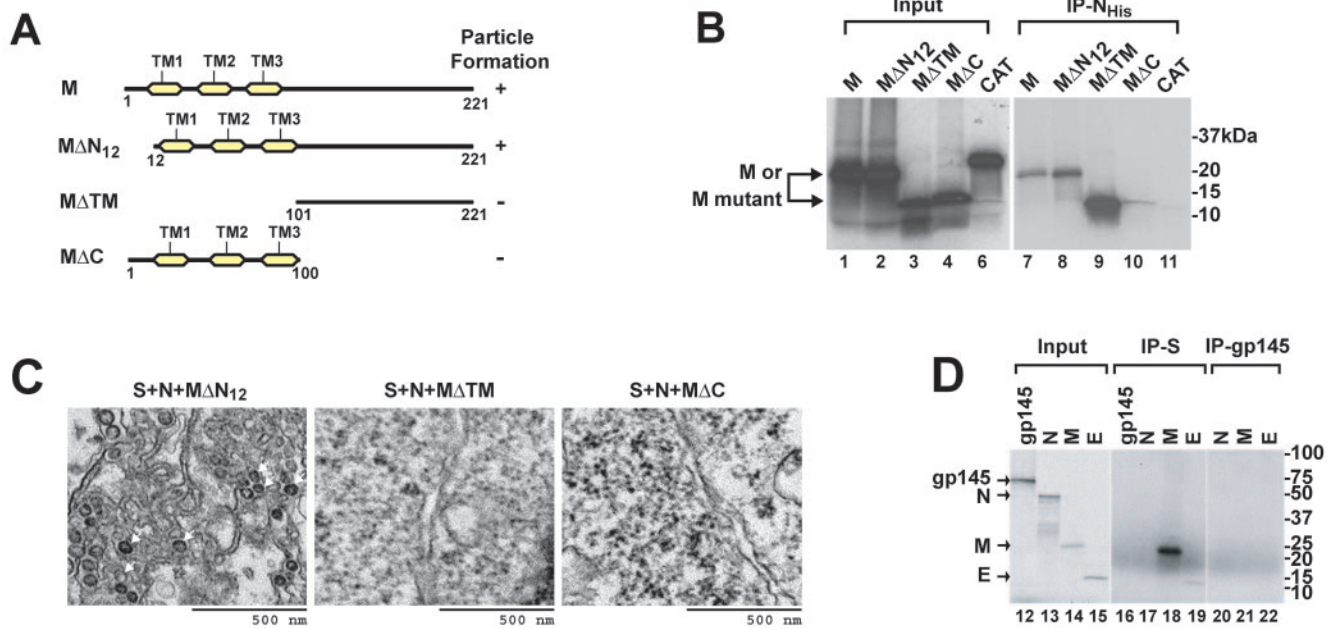 A
Particle
Formation
TM1 TM2 TM3
M
1 221 +
TM1 TM2 TM3
MΔN12
12 221 +
MΔTM
101 221 -
TM1 TM2 TM3
MΔC
1 100 -
B
Input IP-NHis
M MΔN12 MΔTM MΔC CAT M MΔN12 MΔTM MΔC CAT
M or
M mutant
-37kDa
-20
-15
-10
1 2 3 4 6 7 8 9 10 11
C
S+N+MΔN12 S+N+MΔTM S+N+MΔC
500 nm 500 nm 500 nm
D
Input IP-S IP-gp145
gp145 N M E gp145 N M E N M E
gp145
N
M
E
-100
-75
-50
-37
-25
-20
-15
-10
12 13 14 15 16 17 18 19 20 21 22